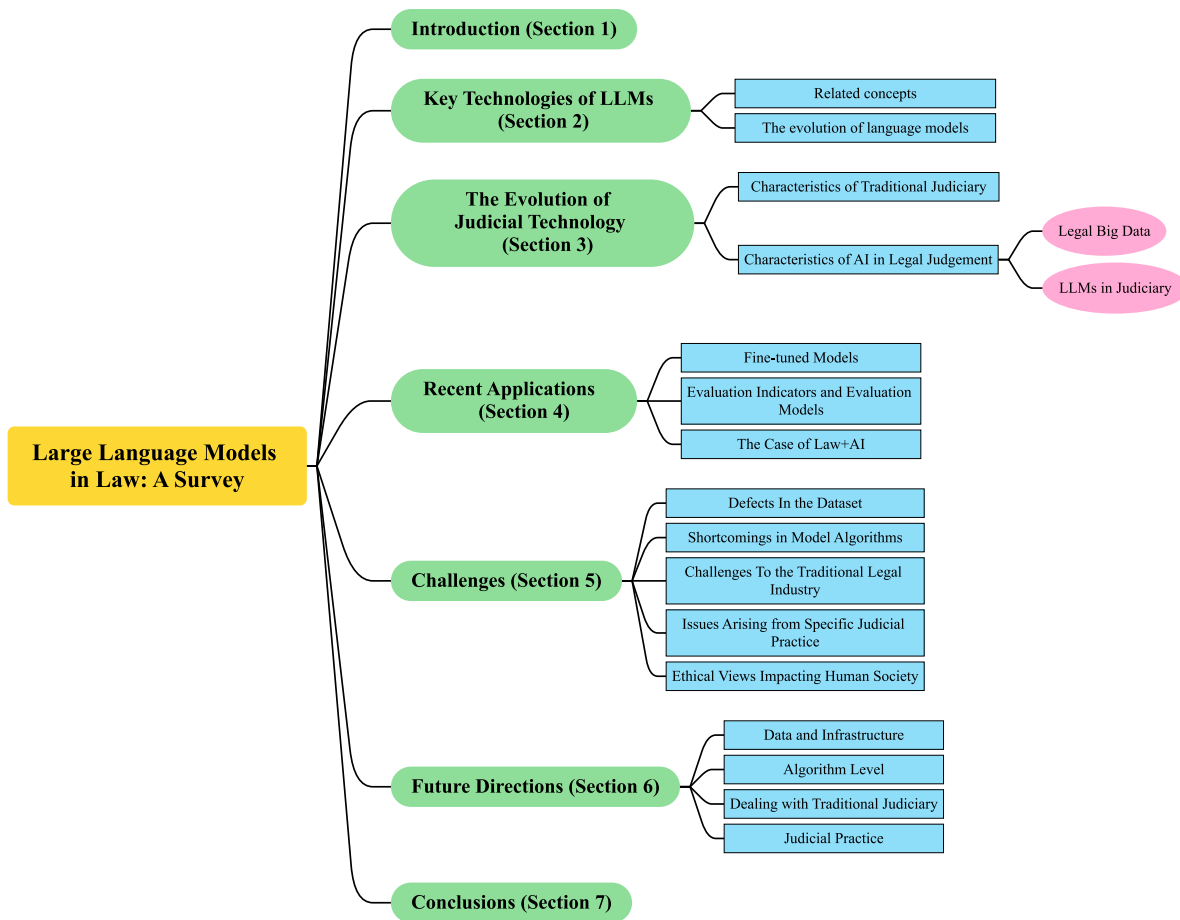 Introduction (Section 1)
Key Technologies of LLMs
(Section 2)
Related concepts
The evolution of language models
The Evolution of
Judicial Technology
(Section 3)
Characteristics of Traditional Judiciary
Characteristics of AI in Legal Judgement
Legal Big Data
LLMs in Judiciary
Recent Applications
(Section 4)
Fine-tuned Models
Evaluation Indicators and Evaluation
Models
The Case of Law+AI
Large Language Models
in Law: A Survey
Challenges (Section 5)
Defects In the Dataset
Shortcomings in Model Algorithms
Challenges To the Traditional Legal
Industry
Issues Arising from Specific Judicial
Practice
Ethical Views Impacting Human Society
Future Directions (Section 6)
Data and Infrastructure
Algorithm Level
Dealing with Traditional Judiciary
Judicial Practice
Conclusions (Section 7)